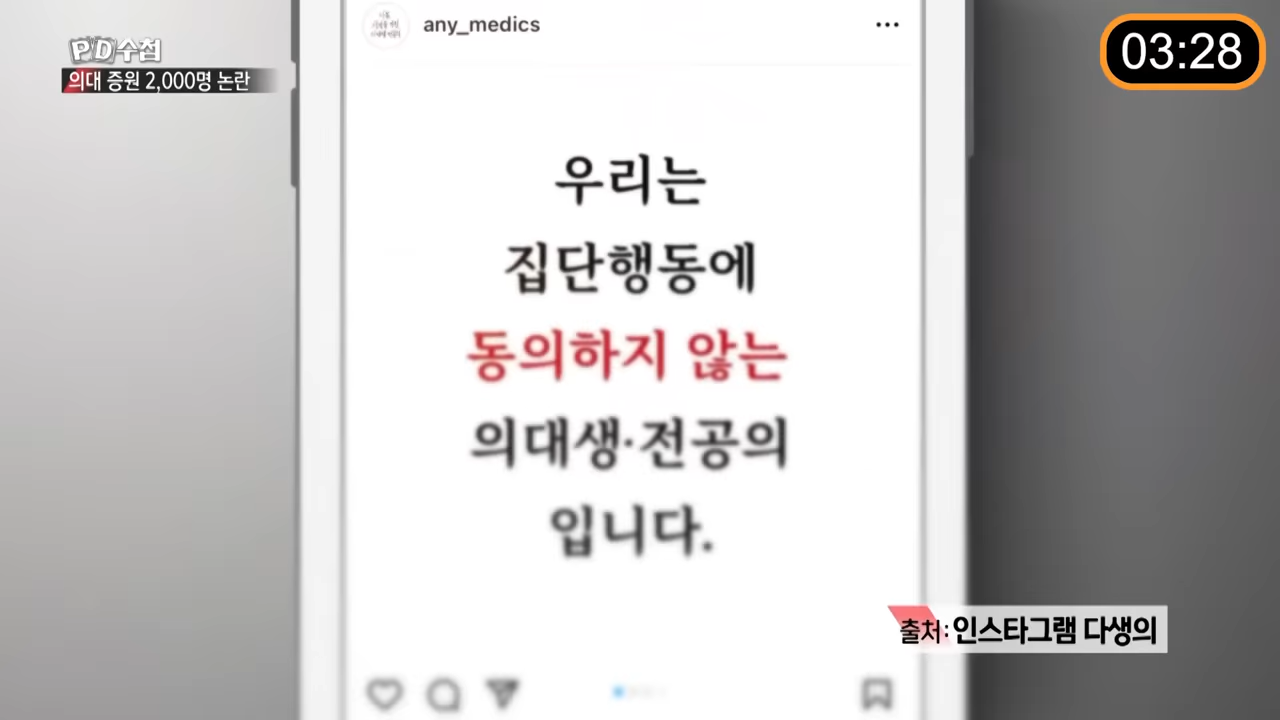 any_medics
PD수첩
의대 증원 2,000명 논란
03:28
우리는
집단행동에
동의하지 않는
의대생·전공의
입니다.
출처: 인스타그램 다생의